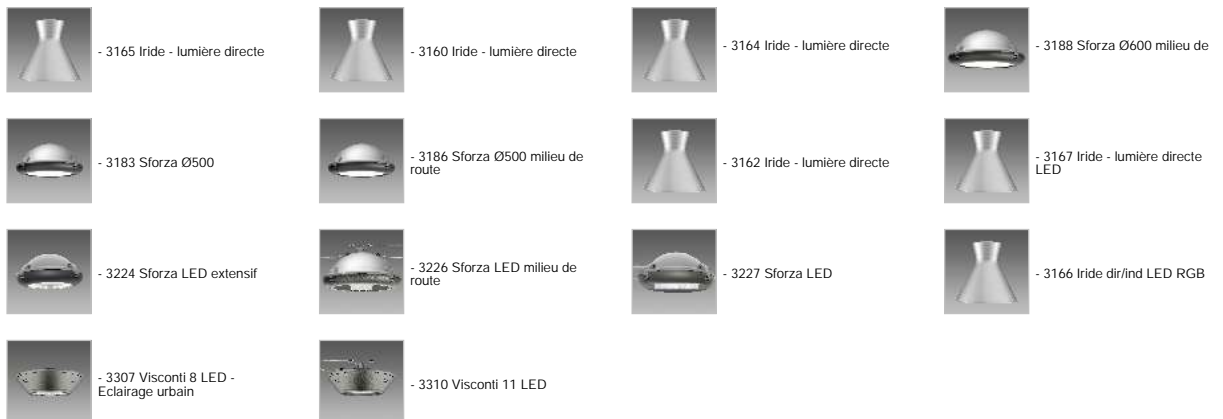 - 3165 Iride - lumière directe
- 3160 Iride - lumière directe
- 3164 Iride - lumière directe
- 3188 Sforza Ø600 milieu de
- 3183 Sforza Ø500
- 3186 Sforza Ø500 milieu de
route
- 3162 Iride - lumière directe
- 3167 Iride - lumière directe
LED
- 3224 Sforza LED extensif
- 3226 Sforza LED milieu de
route
- 3227 Sforza LED
- 3166 Iride dir/ind LED RGB
- 3307 Visconti 8 LED -
Eclairage urbain
- 3310 Visconti 11 LED